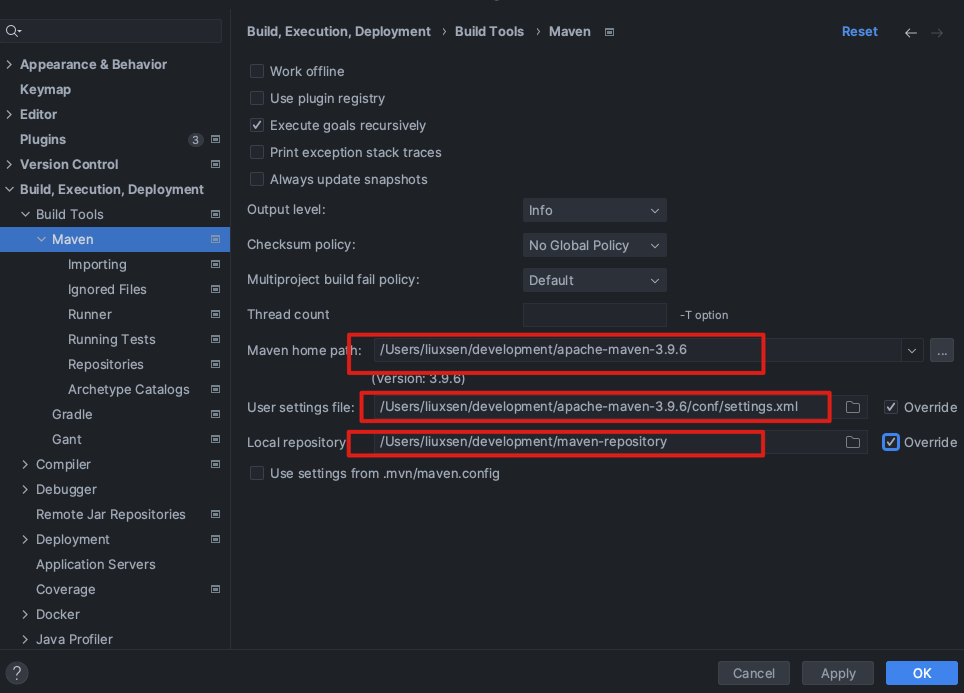 Build, Execution, Deployment › Build Tools › Maven
Reset
Appearance & Behavior
Keymap
Editor
Plugins 3
Version Control
Build, Execution, Deployment
Build Tools
Maven
Importing
Ignored Files
Runner
Running Tests
Repositories
Archetype Catalogs
Gradle
Gant
Compiler
Debugger
Remote Jar Repositories
Deployment
Application Servers
Coverage
Docker
Java Profiler
Work offline
Use plugin registry
Execute goals recursively
Print exception stack traces
Always update snapshots
Output level: Info
Checksum policy: No Global Policy
Multiproject build fail policy: Default
Thread count -T option
Maven home path: /Users/liuxsen/development/apache-maven-3.9.6 ...
(Version: 3.9.6)
User settings file: /Users/liuxsen/development/apache-maven-3.9.6/conf/settings.xml Override
Local repository /Users/liuxsen/development/maven-repository Override
Use settings from .mvn/maven.config
? Cancel Apply OK